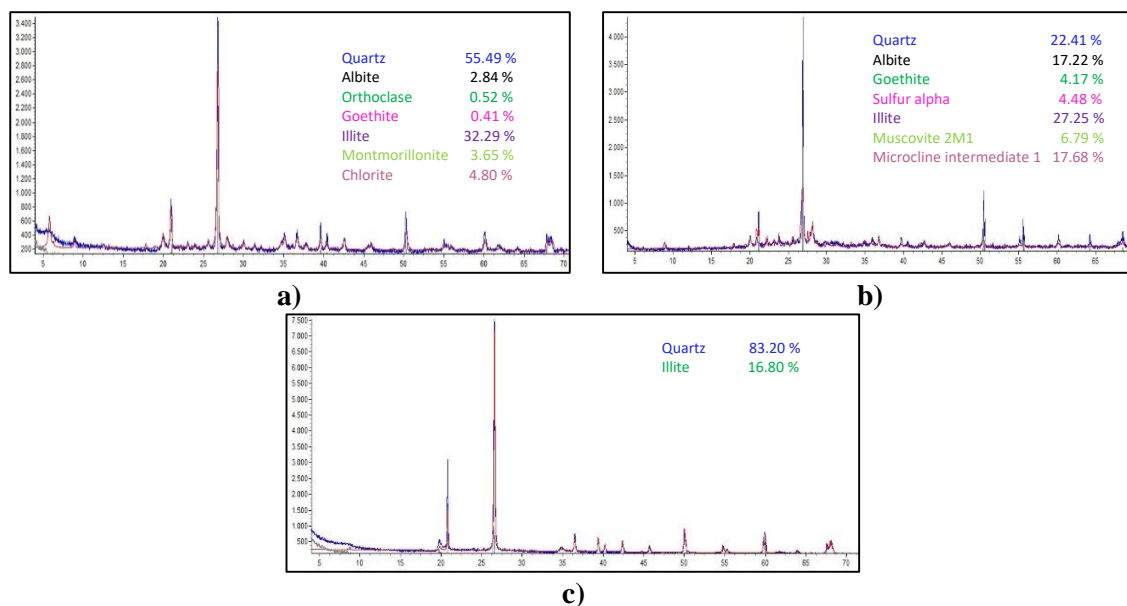 3.400
3.200
3.000
2.800
2.600
2.400
2.200
2.000
1.800
1.600
1.400
1.200
1.000
800
600
400
200
5 10 15 20 25 30 35 40 45 50 55 60 65 70
Quartz 55.49 %
Albite 2.84 %
Orthoclase 0.52 %
Goethite 0.41 %
Illite 32.29 %
Montmorillonite 3.65 %
Chlorite 4.80 %
a)
4.000
3.500
3.000
2.500
2.000
1.500
1.000
500
5 10 15 20 25 30 35 40 45 50 55 60 65
Quartz 22.41 %
Albite 17.22 %
Goethite 4.17 %
Sulfur alpha 4.48 %
Illite 27.25 %
Muscovite 2M1 6.79 %
Microcline intermediate 1 17.68 %
b)
7.500
7.000
6.500
6.000
5.500
5.000
4.500
4.000
3.500
3.000
2.500
2.000
1.500
1.000
500
5 10 15 20 25 30 35 40 45 50 55 60 65 70
Quartz 83.20 %
Illite 16.80 %
c)